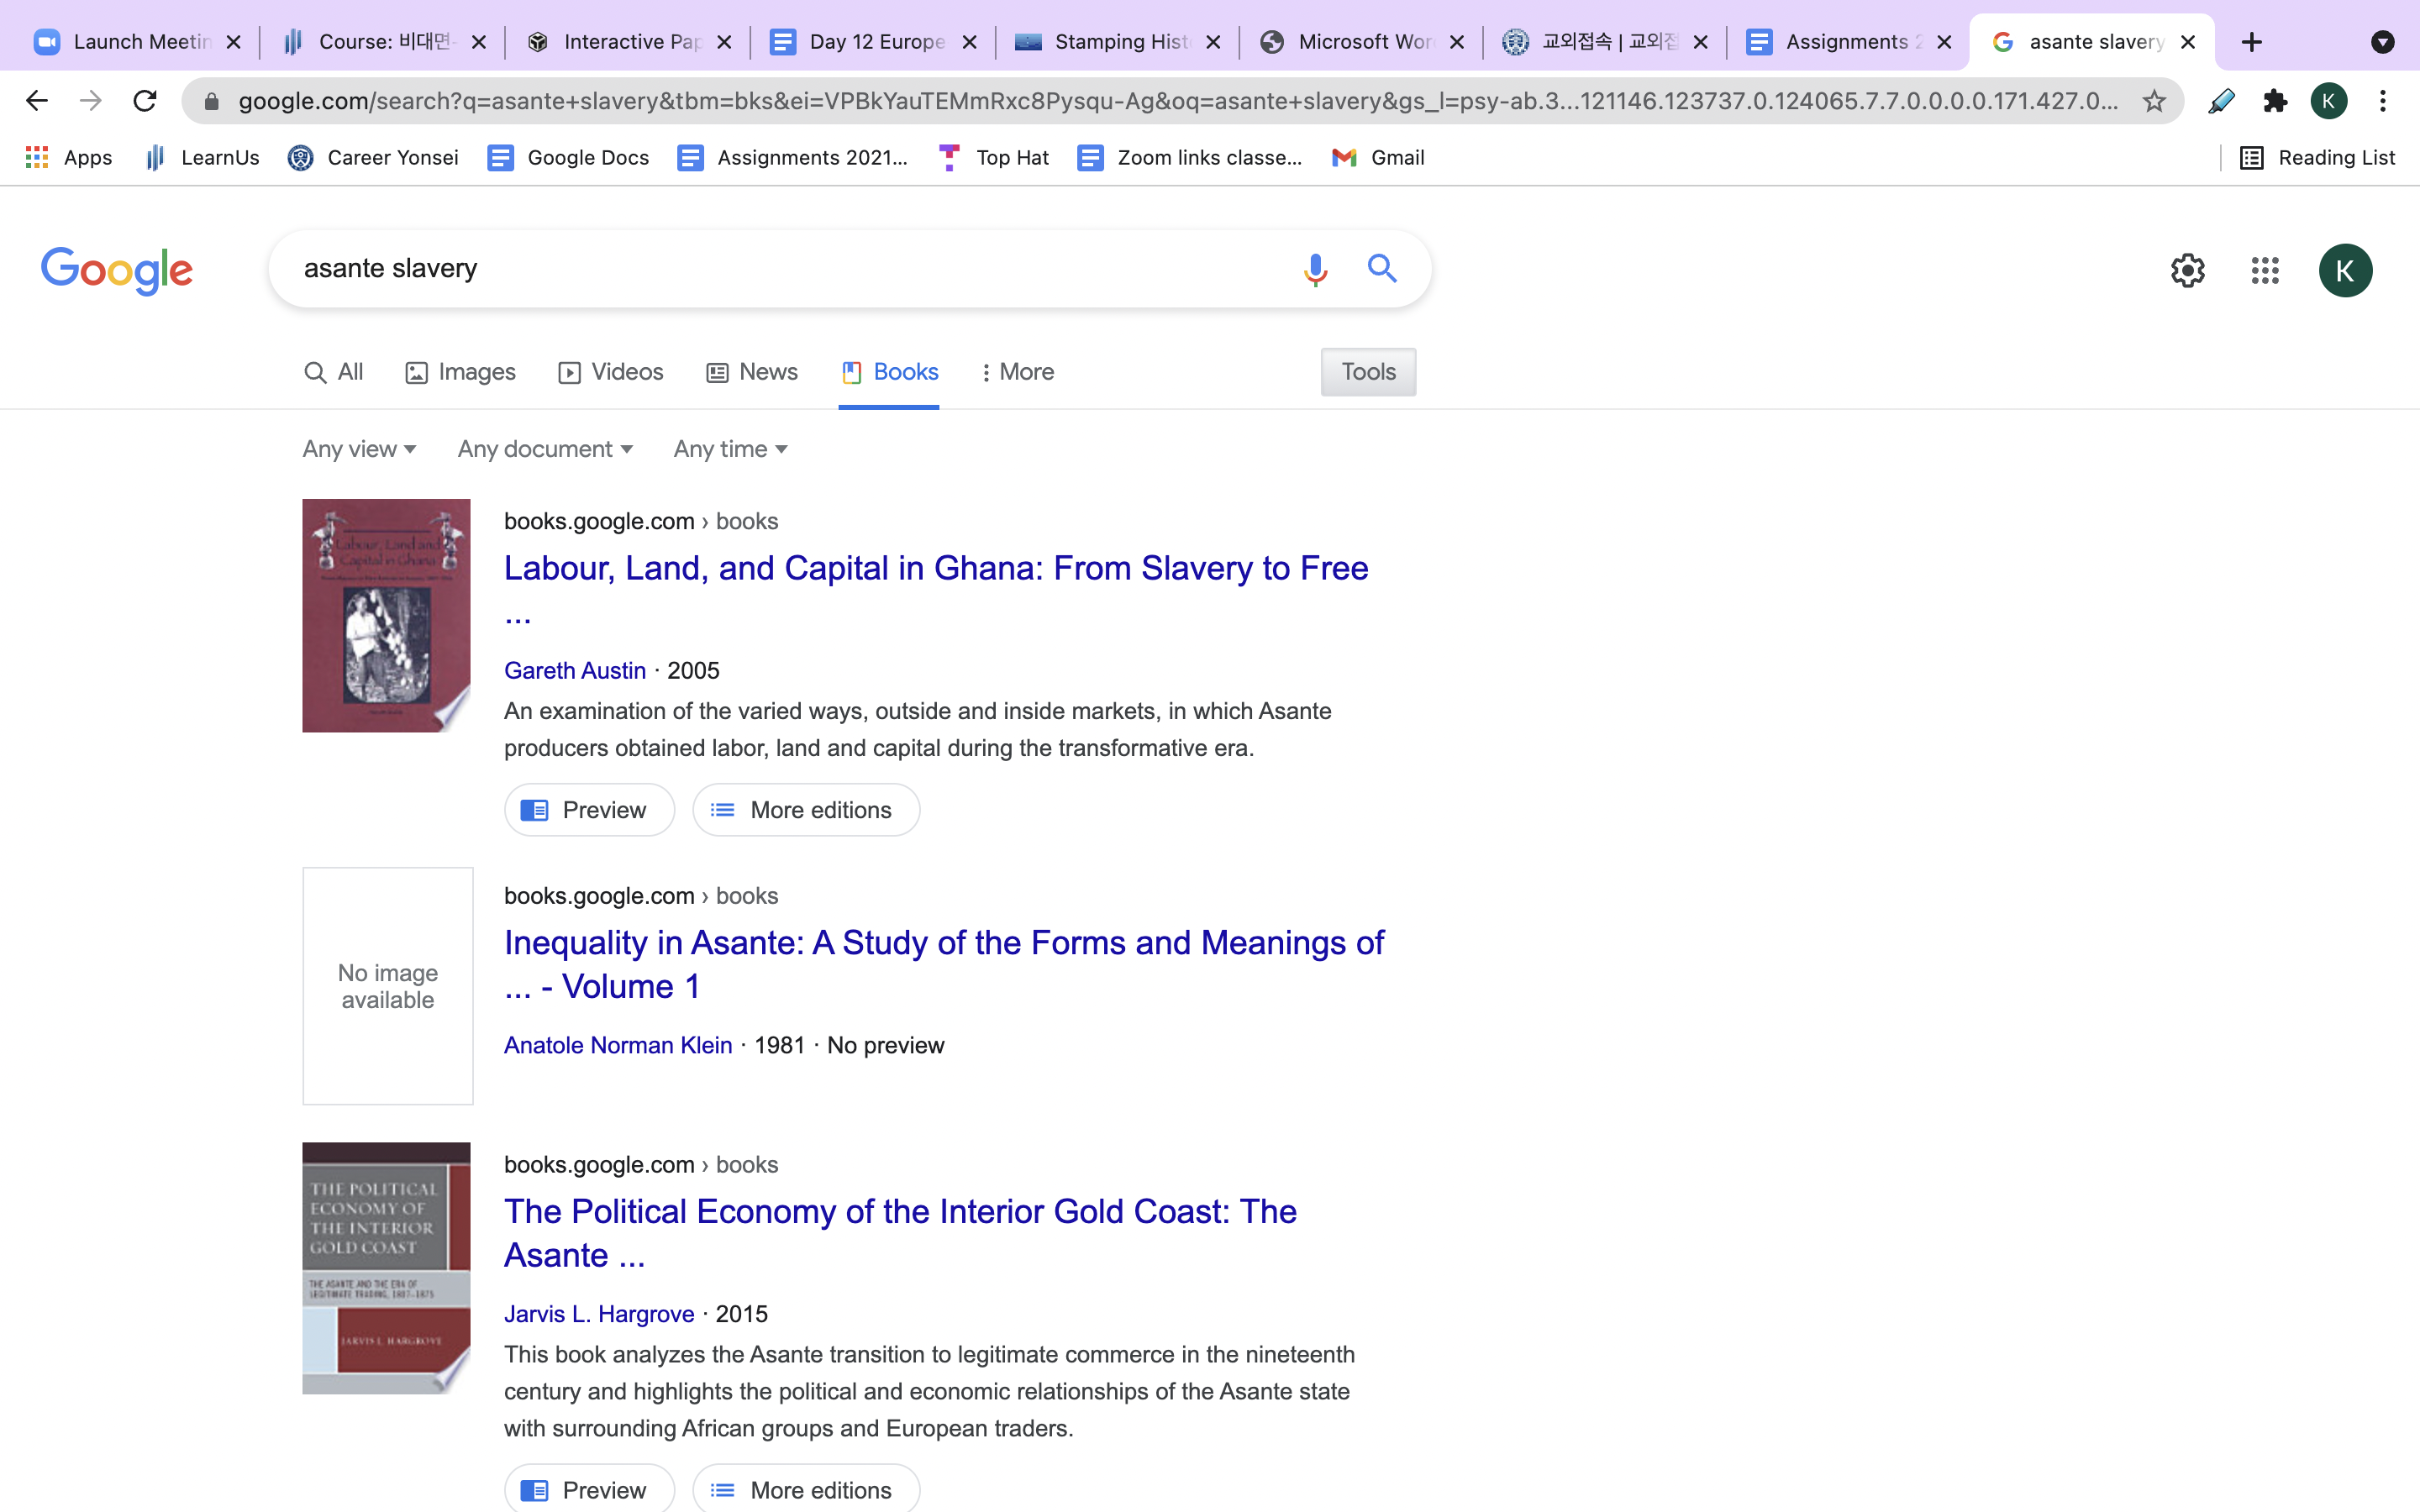 Launch Meetin
Course: 비대면-
Interactive Pap
Day 12 Europe
Stamping Hist
Microsoft Wor
교외접속 | 교외접
Assignments 2
asante slavery
google.com/search?q=asante+slavery&tbm=bks&ei=VPBkYauTEMmRxc8Pysqu-Ag&oq=asante+slavery&gs_l=psy-ab.3...121146.123737.0.124065.7.7.0.0.0.0.171.427.0...
K
Apps
LearnUs
Career Yonsei
Google Docs
Assignments 2021...
Top Hat
Zoom links classe...
Gmail
Reading List
Google
asante slavery
K
All
Images
Videos
News
Books
More
Tools
Any view
Any document
Any time
Labour, Land and
Capital in Ghana
books.google.com › books
Labour, Land, and Capital in Ghana: From Slavery to Free
...
Gareth Austin · 2005
An examination of the varied ways, outside and inside markets, in which Asante
producers obtained labor, land and capital during the transformative era.
Preview
More editions
No image
available
books.google.com › books
Inequality in Asante: A Study of the Forms and Meanings of
... - Volume 1
Anatole Norman Klein · 1981 · No preview
THE POLITICAL
ECONOMY OF
THE INTERIOR
GOLD COAST
THE ASANTE AND THE ERA OF
LEGITIMATE TRADING, 1807–1875
JARVIS L. HARGROVE
books.google.com › books
The Political Economy of the Interior Gold Coast: The
Asante ...
Jarvis L. Hargrove · 2015
This book analyzes the Asante transition to legitimate commerce in the nineteenth
century and highlights the political and economic relationships of the Asante state
with surrounding African groups and European traders.
Preview
More editions